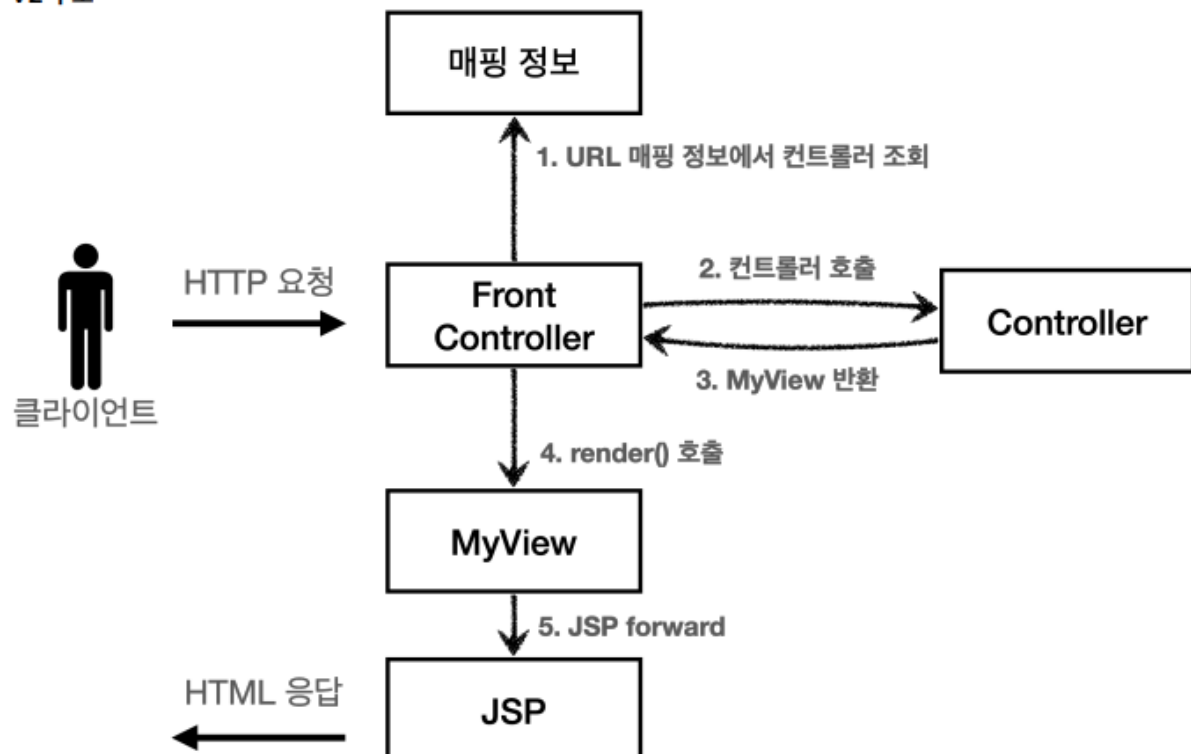 매핑 정보
1. URL 매핑 정보에서 컨트롤러 조회
HTTP 요청
Front
Controller
2. 컨트롤러 호출
Controller
3. MyView 반환
클라이언트
4. render() 호출
MyView
5. JSP forward
HTML 응답
JSP